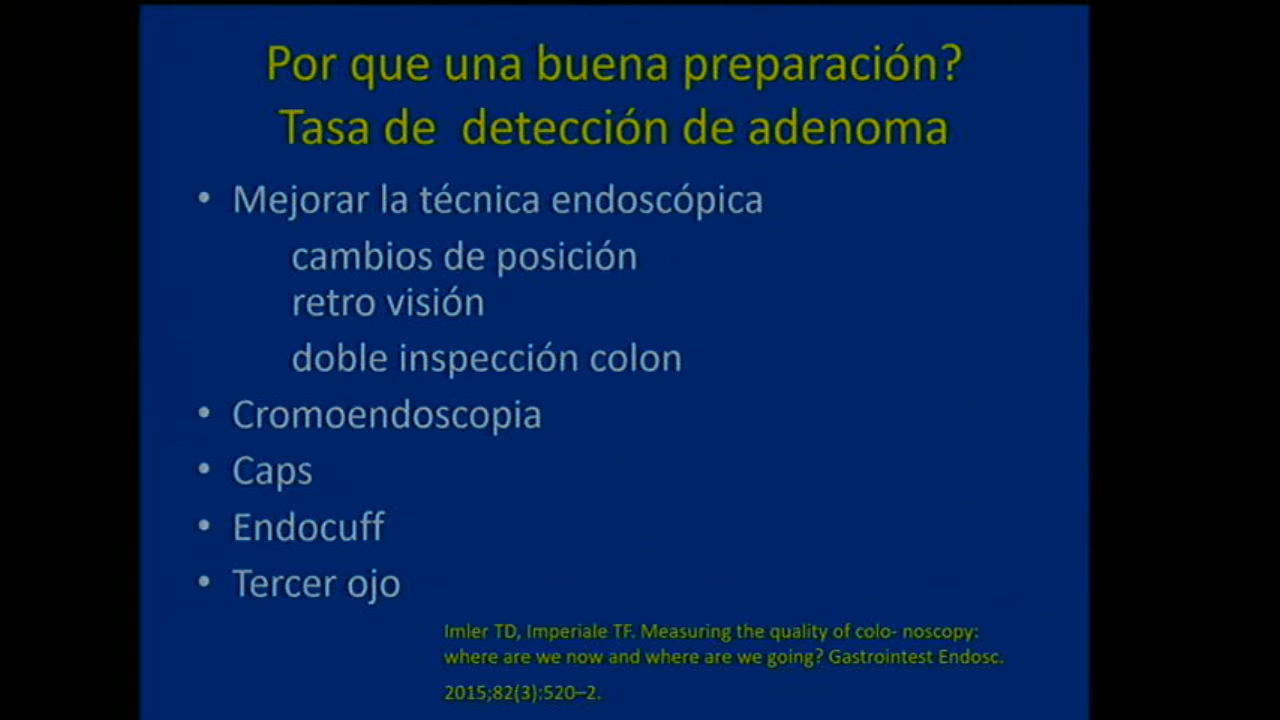 Por que una buena preparación?
Tasa de  detección de adenoma
• Mejorar la técnica endoscópica
cambios de posición
retro visión
doble inspección colon
• Cromoendoscopia
• Caps
• Endocuff
• Tercer ojo
Imler TD, Imperiale TF. Measuring the quality of colo- noscopy:
where are we now and where are we going? Gastrointest Endosc.
2015;82(3):520–2.